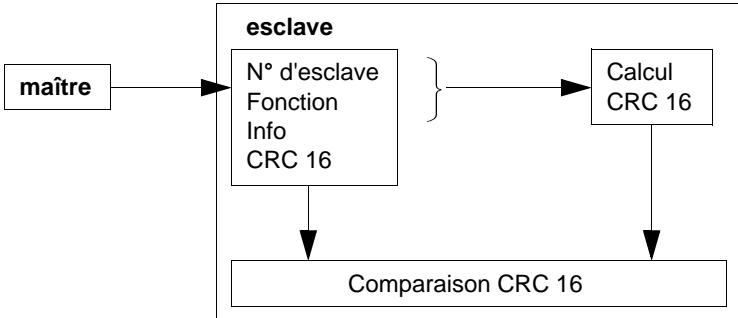 esclave
maître
N° d'esclave
Fonction
Info
CRC 16
Calcul
CRC 16
Comparaison CRC 16